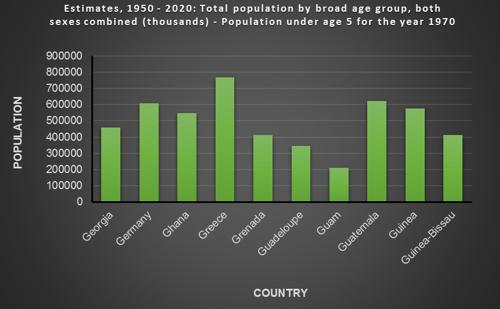 Estimates, 1950 - 2020: Total population by broad age group, both
sexes combined (thousands) - Population under age 5 for the year 1970
POPULATION
900000
800000
700000
600000
500000
400000
300000
200000
100000
0
Georgia
Germany
Ghana
Greece
Grenada
Guadeloupe
Guam
Guatemala
Guinea
Guinea-Bissau
COUNTRY